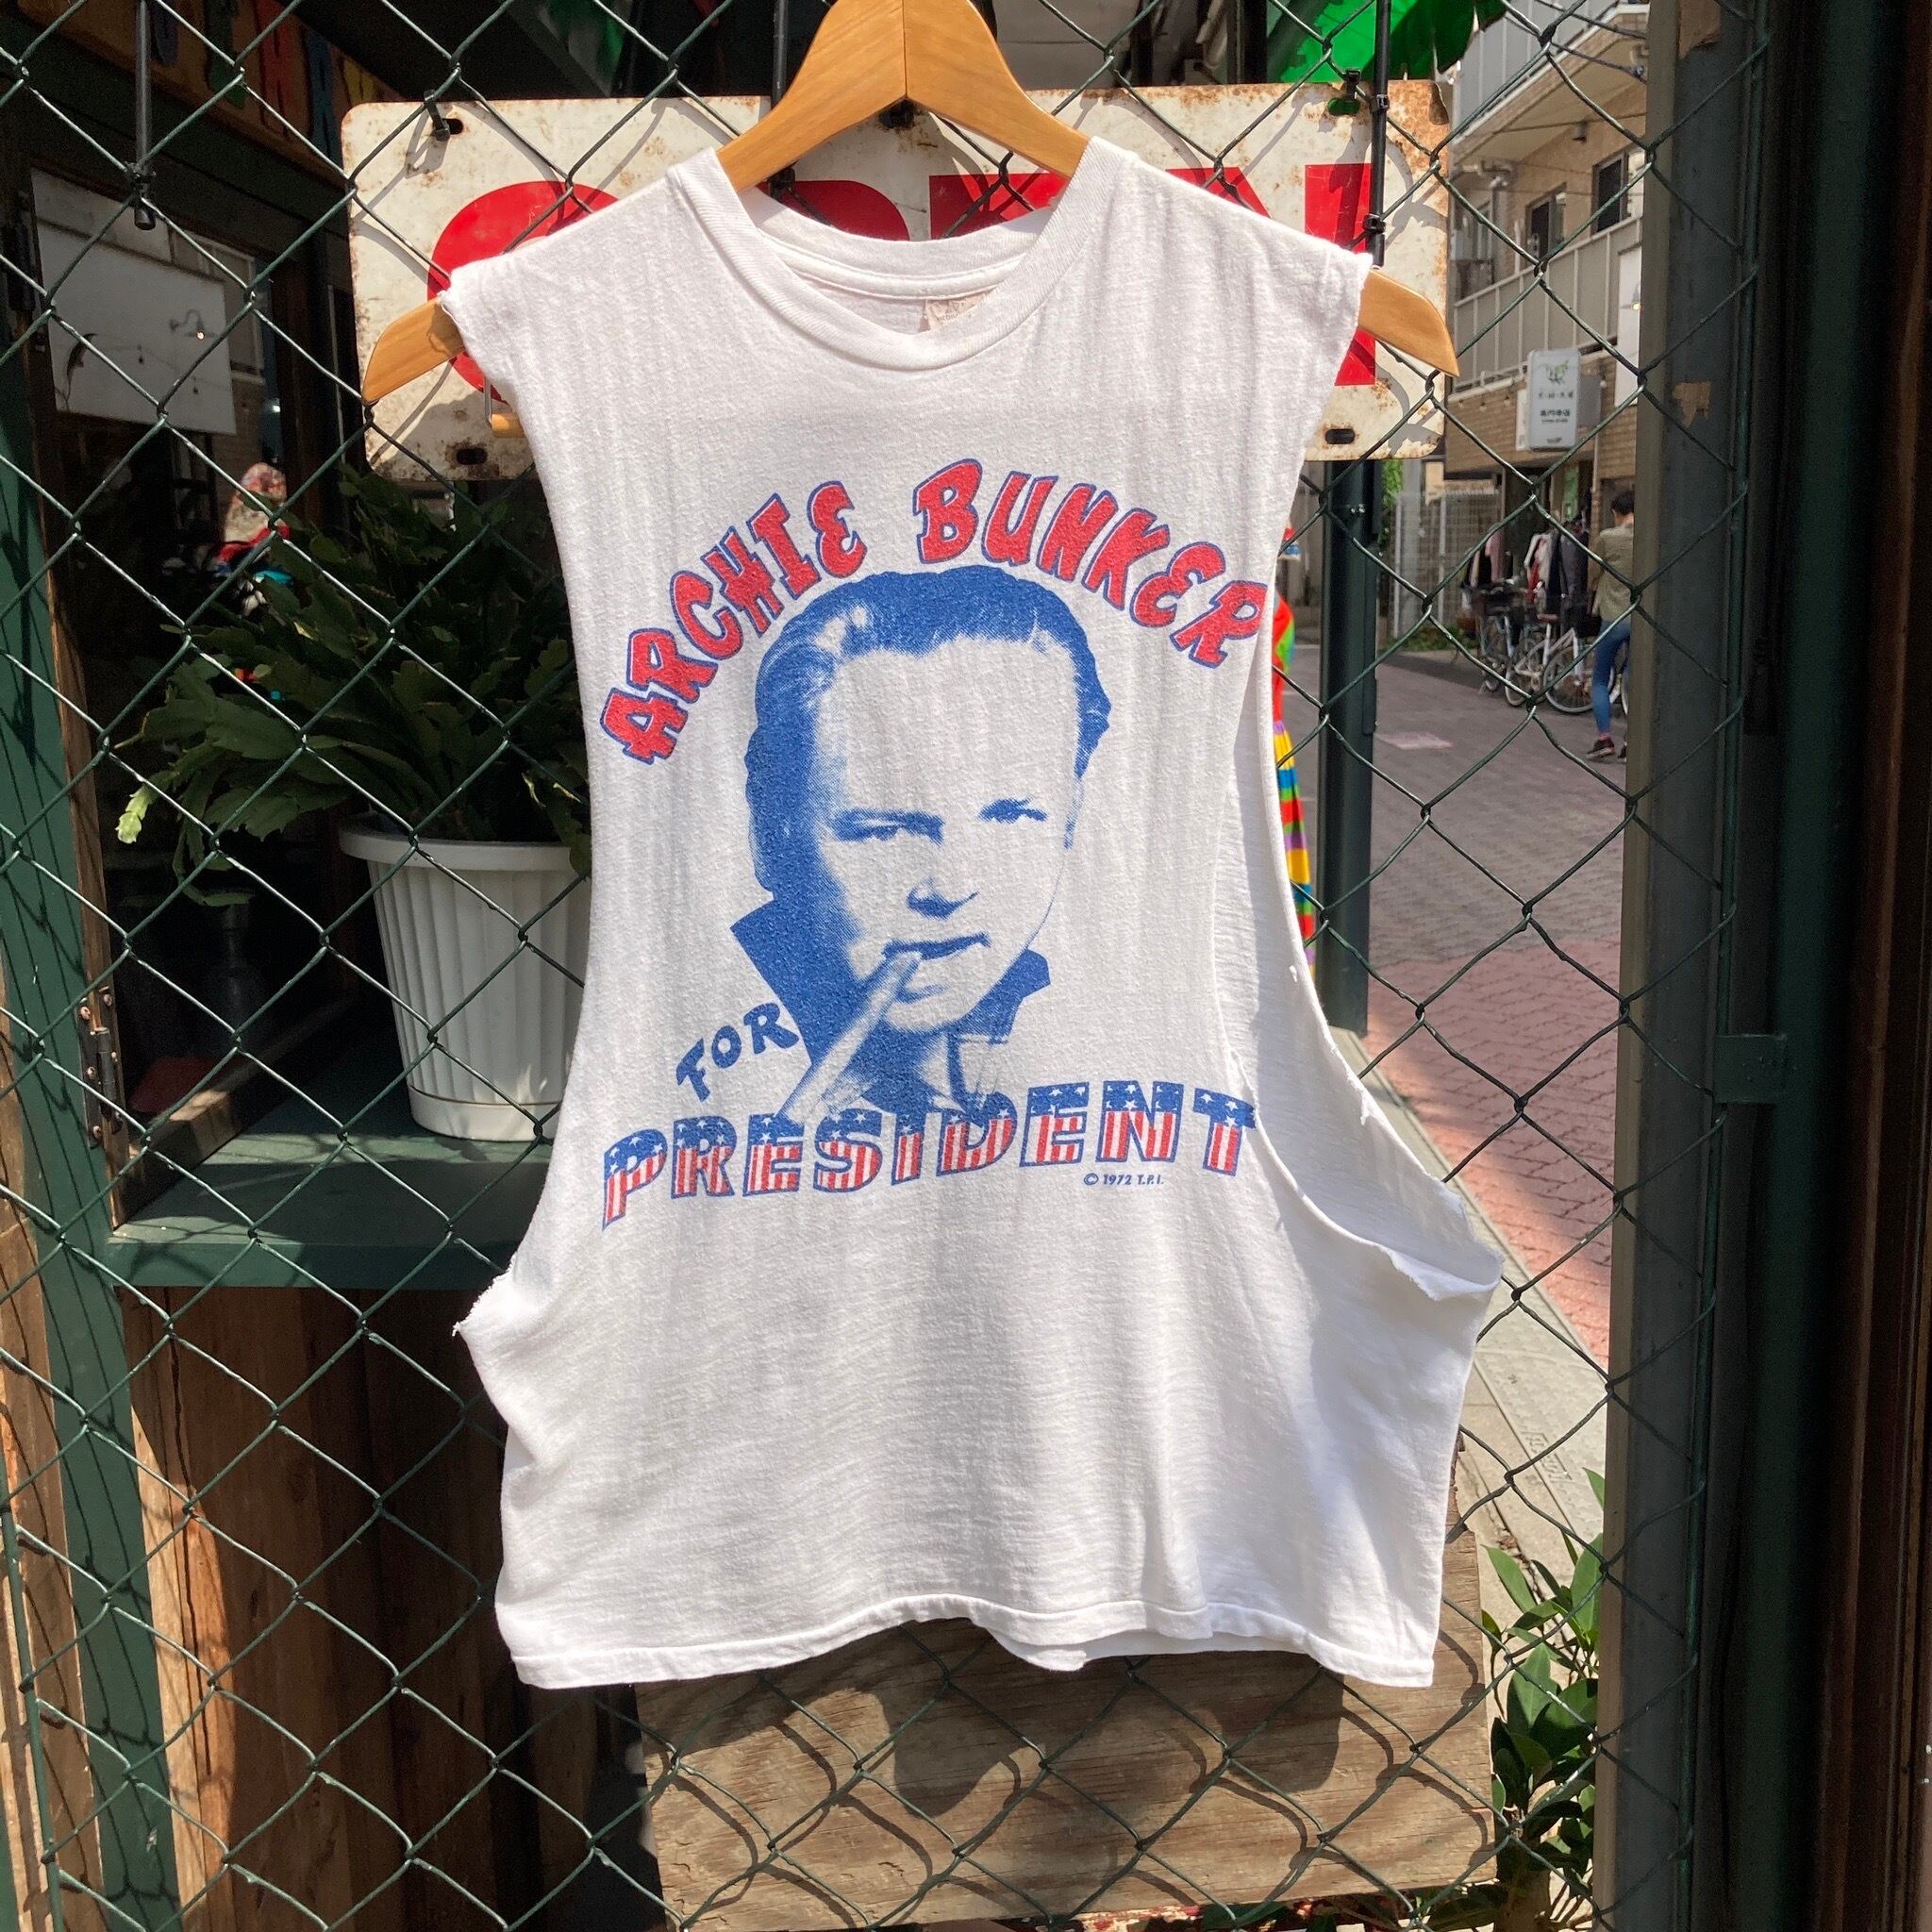 ARCHIE BUNKER
FOR
PRESIDENT
© 1972 T.P.I.